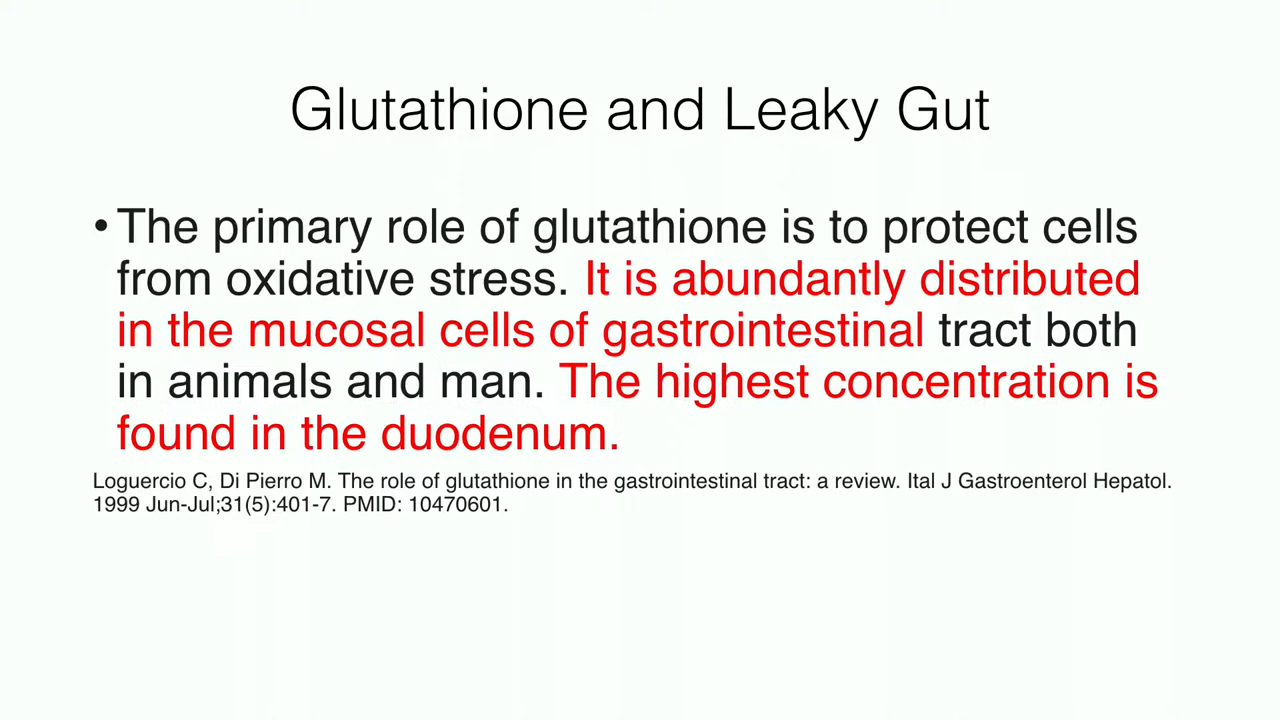 Glutathione and Leaky Gut
• The primary role of glutathione is to protect cells
from oxidative stress. It is abundantly distributed
in the mucosal cells of gastrointestinal tract both
in animals and man. The highest concentration is
found in the duodenum.
Loguercio C, Di Pierro M. The role of glutathione in the gastrointestinal tract: a review. Ital J Gastroenterol Hepatol.
1999 Jun-Jul;31(5):401-7. PMID: 10470601.